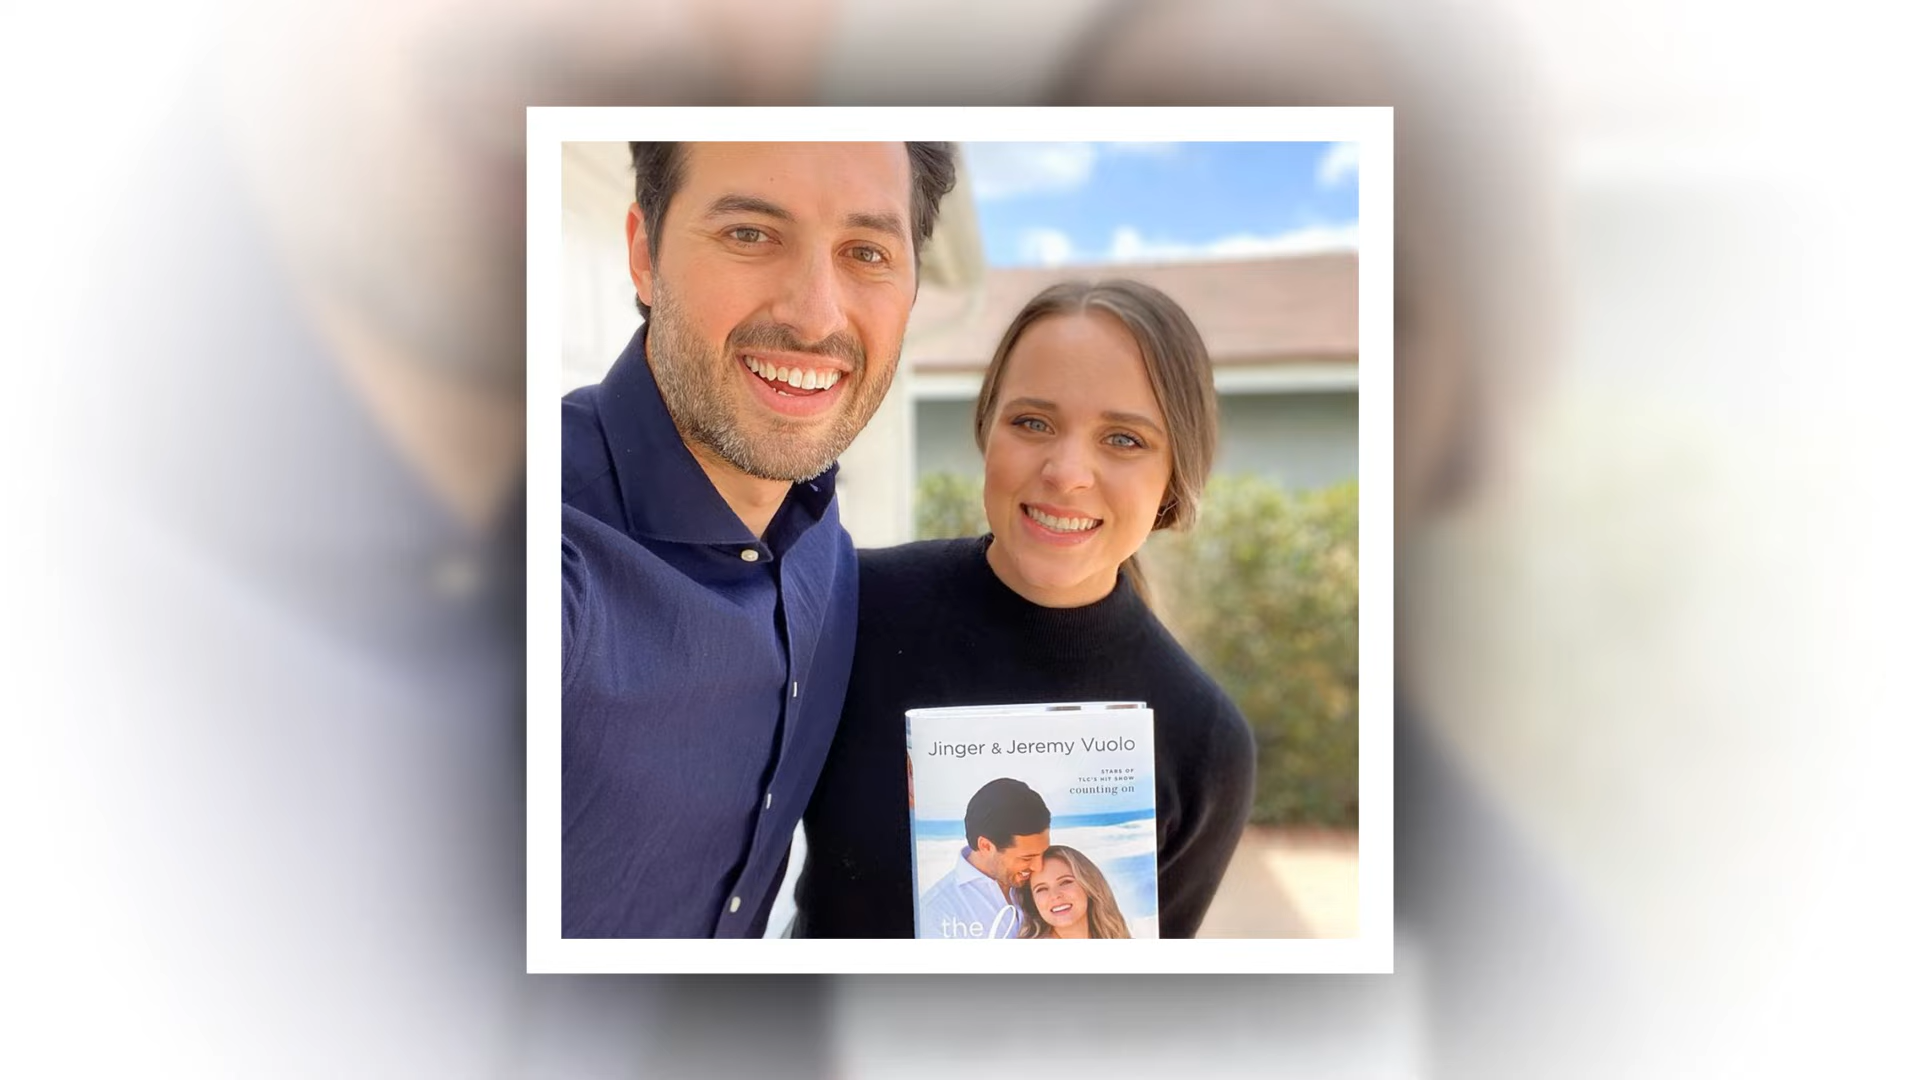 Jinger & Jeremy Vuolo
STARS OF
TLC'S HIT SHOW
counting on
the